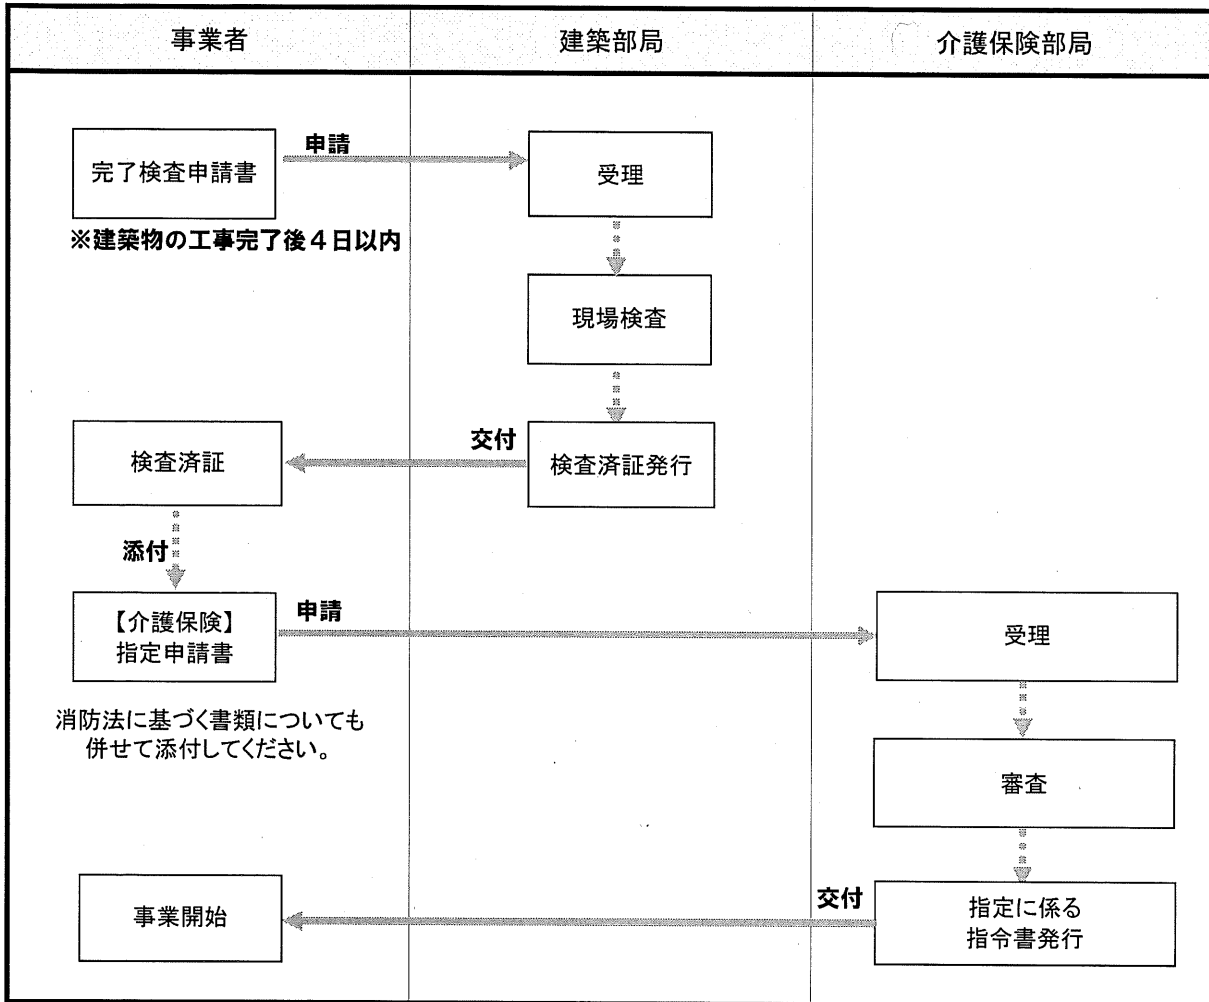 事業者
建築部局
介護保険部局
完了検査申請書
申請
受理
※建築物の工事完了後４日以内
現場検査
検査済証
交付
検査済証発行
添付
【介護保険】
指定申請書
申請
受理
消防法に基づく書類についても
併せて添付してください。
審査
事業開始
交付
指定に係る
指令書発行